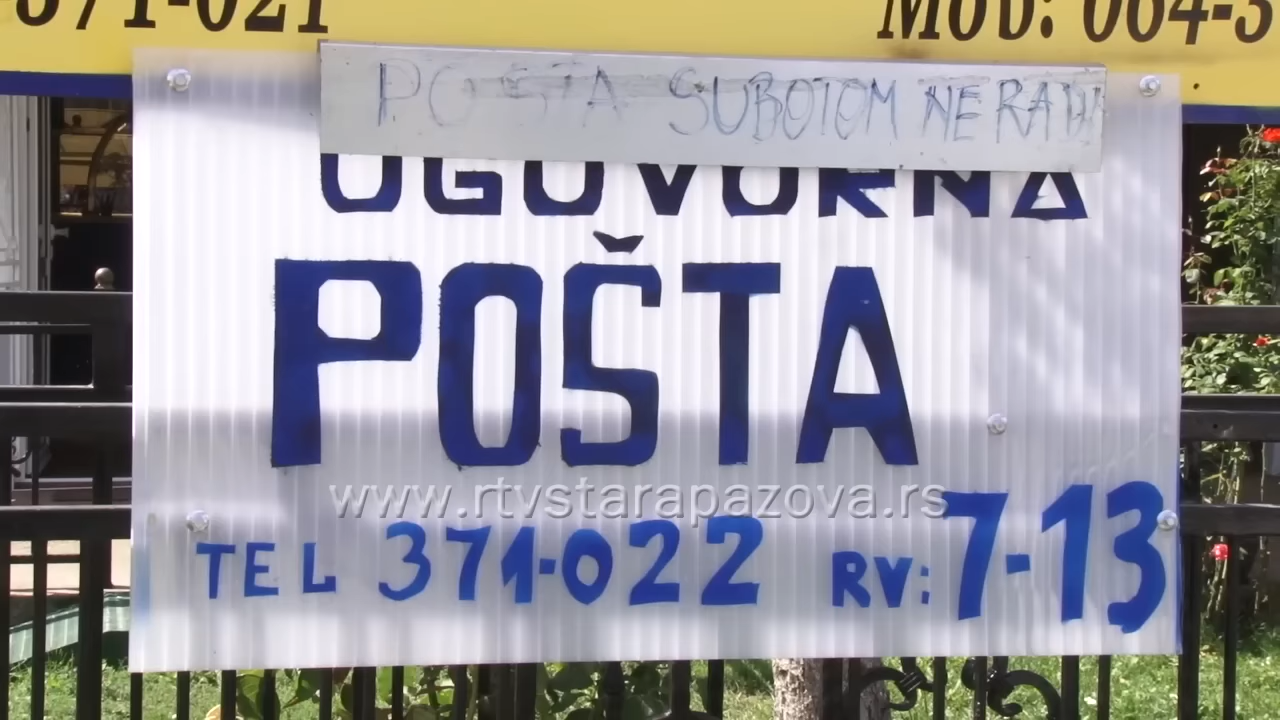 371-021 Mob: 064-3
POŠTA SUBOTOM NE RADI
UGOVORNA
POŠTA
www.rtvstarapazova.rs
TEL 371-022 RV: 7-13